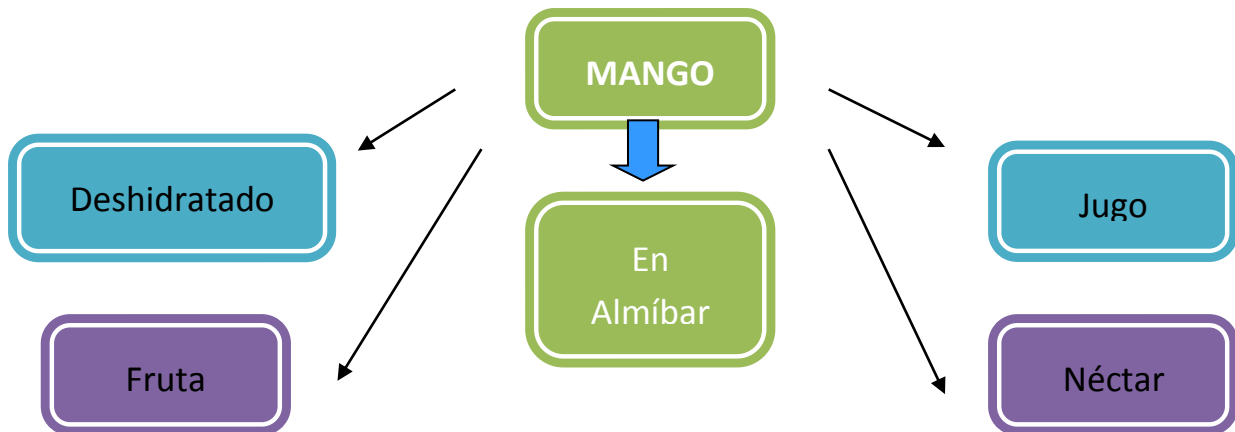 MANGO
Deshidratado
Jugo
En
Almíbar
Fruta
Néctar